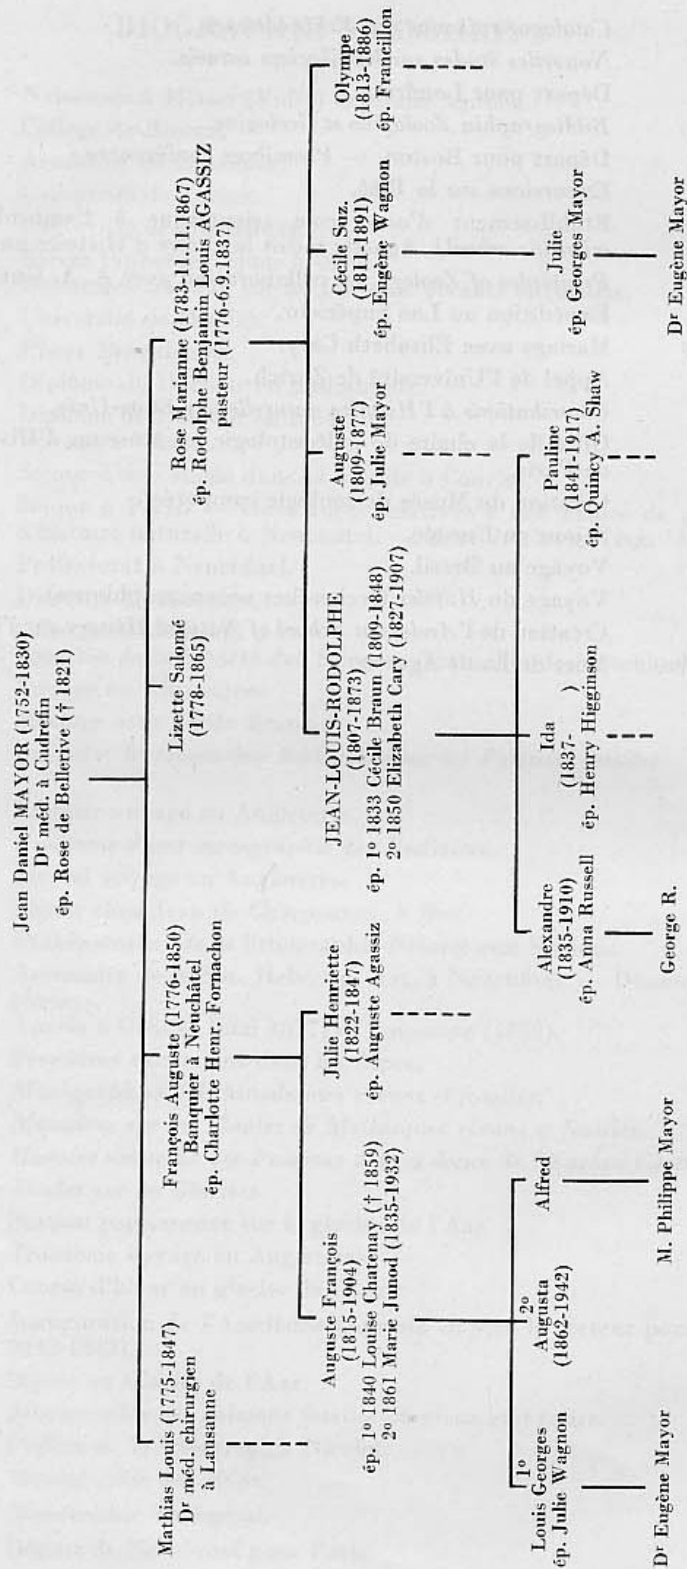 Jean Daniel MAYOR (1752-1830)
Dr méd. à Cudrefin
ép. Rose de Bellerive († 1821)
Mathias Louis (1775-1847)
Dr méd. chirurgien
à Lausanne
François Auguste (1776-1850)
Banquier à Neuchâtel
ép. Charlotte Henr. Fornachon
Lizette Salomé
(1778-1865)
Rose Marianne (1783-11.11.1867)
ép. Rodolphe Benjamin Louis AGASSIZ
pasteur (1776-6.9.1837)
Auguste François
(1815-1904)
ép. 1º 1840 Louise Chatenay († 1859)
2º 1861 Marie Junod (1835-1932)
Julie Henriette
(1822-1847)
ép. Auguste Agassiz
JEAN-LOUIS-RODOLPHE
(1807-1873)
ép. 1º 1833 Cécile Braun (1809-1848)
2º 1850 Elizabeth Cary (1827-1907)
Auguste
(1809-1877)
ép. Julie Mayor
Cécile Suz.
(1811-1891)
ép. Eugène Wagnon
Olympe
(1813-1886)
ép. Francillon
1º
Louis Georges
ép. Julie Wagnon
2º
Augusta
(1862-1942)
Alfred
Alexandre
(1835-1910)
ép. Anna Russell
Ida
(1837- )
ép. Henry Higginson
Pauline
(1841-1917)
ép. Quincy A. Shaw
Julie
ép. Georges Mayor
Dr Eugène Mayor
M. Philippe Mayor
George R.
Dr Eugène Mayor